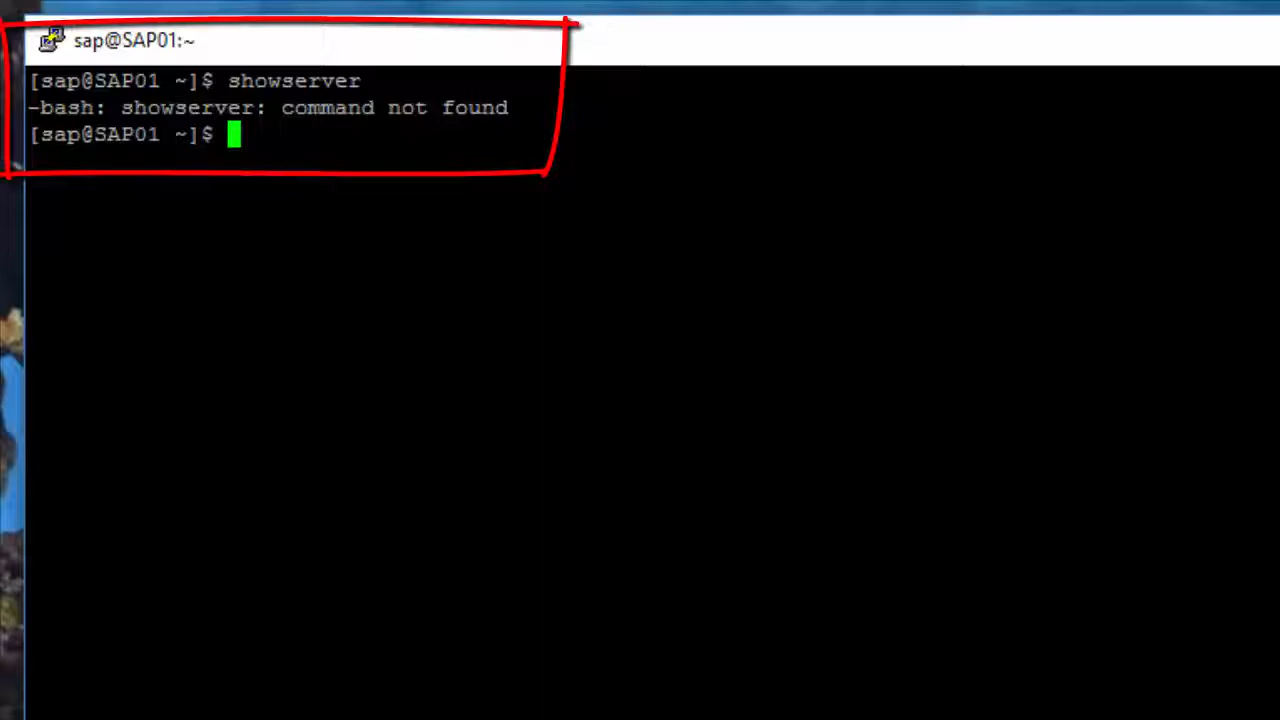 sap@SAP01:~
[sap@SAP01 ~]$ showserver
-bash: showserver: command not found
[sap@SAP01 ~]$